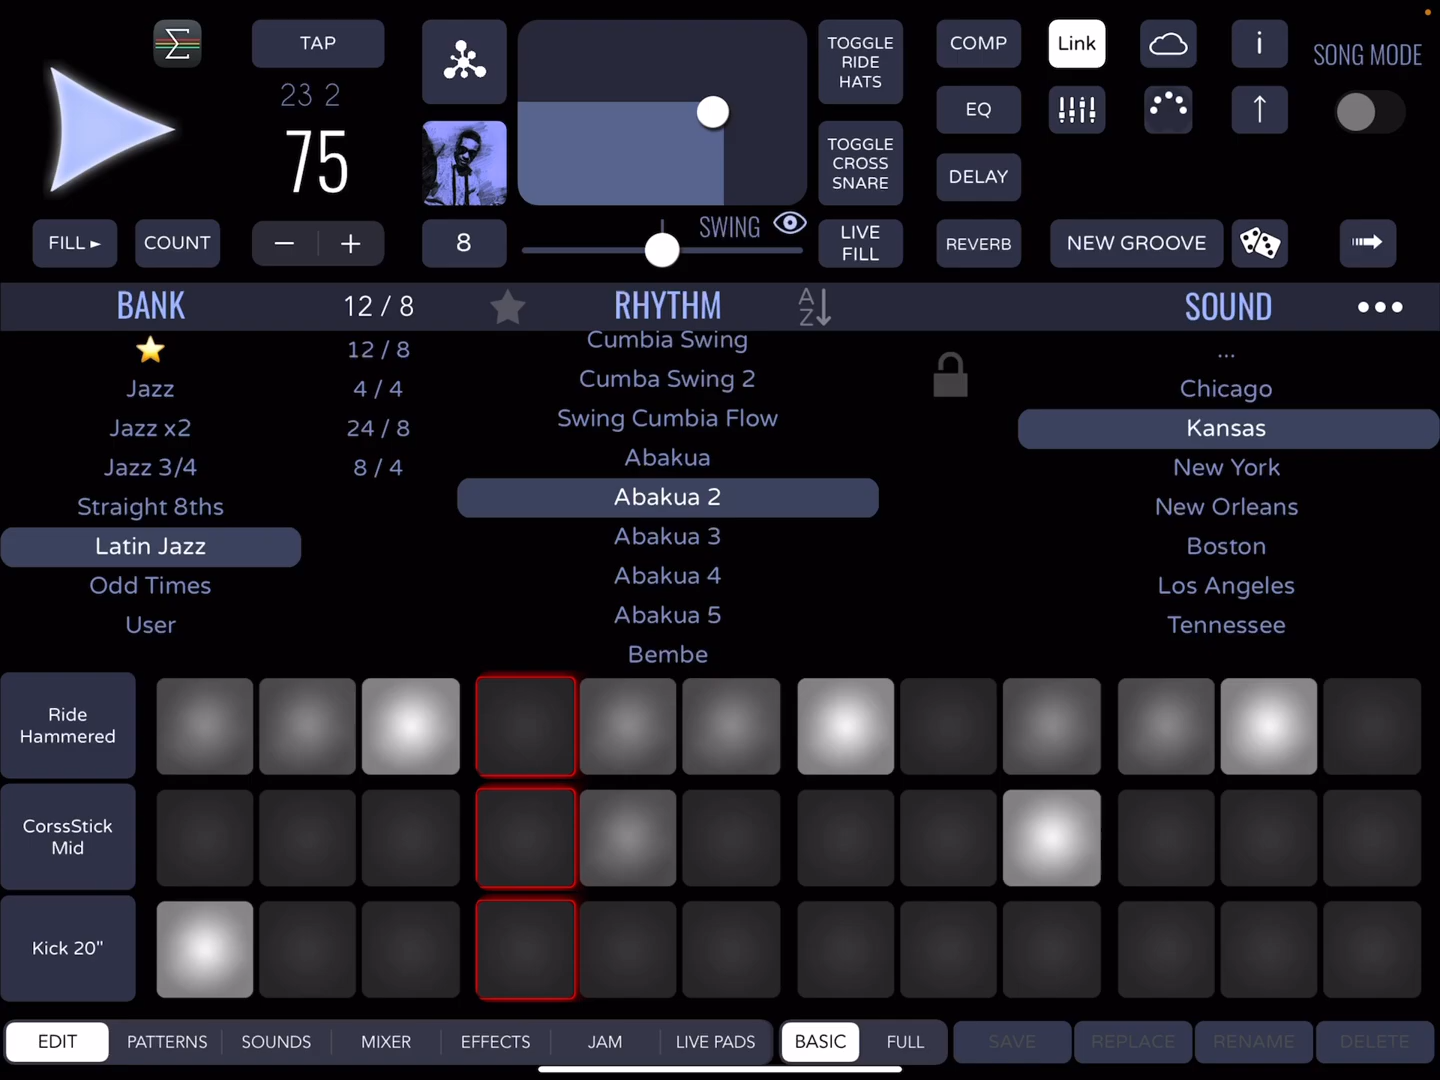 TAP
TOGGLE
RIDE
HATS
COMP
Link
i
SONG MODE
23 2
75
EQ
TOGGLE
CROSS
SNARE
DELAY
FILL
COUNT
− +
8
SWING
LIVE
FILL
REVERB
NEW GROOVE
BANK
12 / 8
RHYTHM
A
Z
SOUND
•••
12 / 8
Jazz
4 / 4
Jazz x2
24 / 8
Jazz 3/4
8 / 4
Straight 8ths
Latin Jazz
Odd Times
User
Cumbia Swing
Cumba Swing 2
Swing Cumbia Flow
Abakua
Abakua 2
Abakua 3
Abakua 4
Abakua 5
Bembe
...
Chicago
Kansas
New York
New Orleans
Boston
Los Angeles
Tennessee
Ride
Hammered
CorssStick
Mid
Kick 20"
EDIT
PATTERNS
SOUNDS
MIXER
EFFECTS
JAM
LIVE PADS
BASIC
FULL
SAVE
REPLACE
RENAME
DELETE